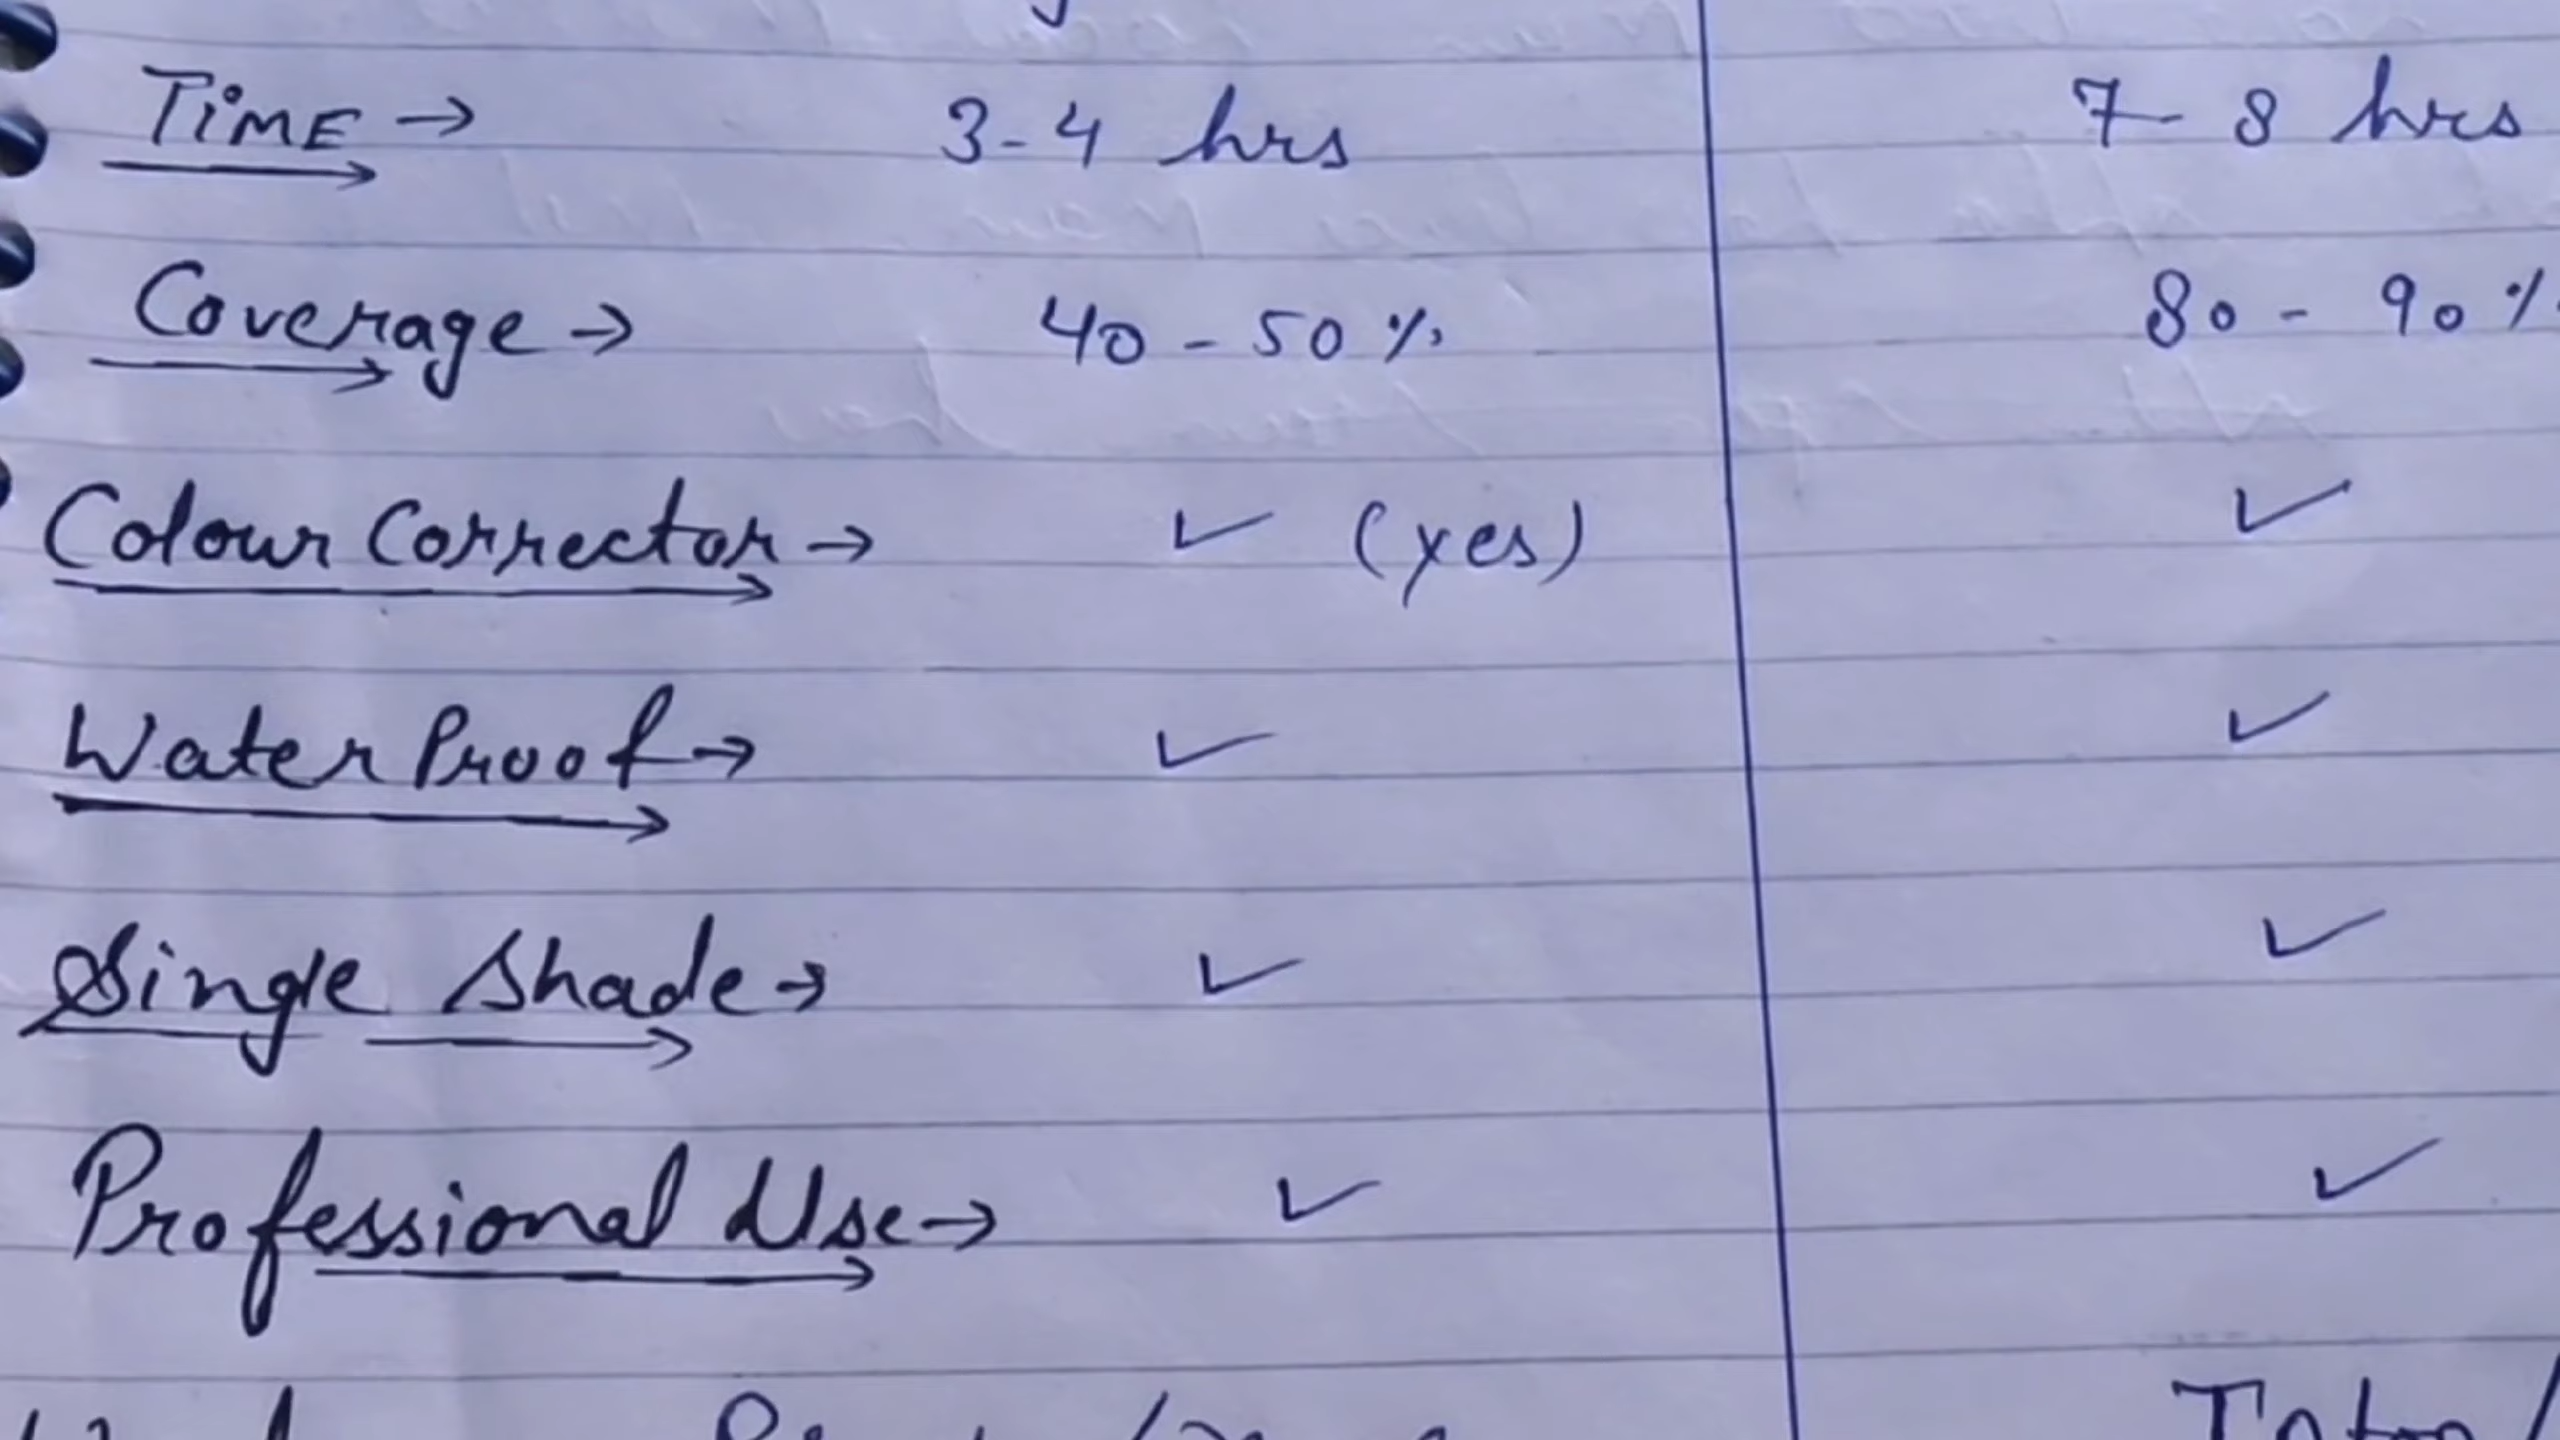 TiME → 3-4 hrs 7-8 hrs
Coverage → 40-50% 80-90%
Colour Corrector → ✓ (yes) ✓
Water Proof → ✓ ✓
Single Shade → ✓ ✓
Professional Use → ✓ ✓